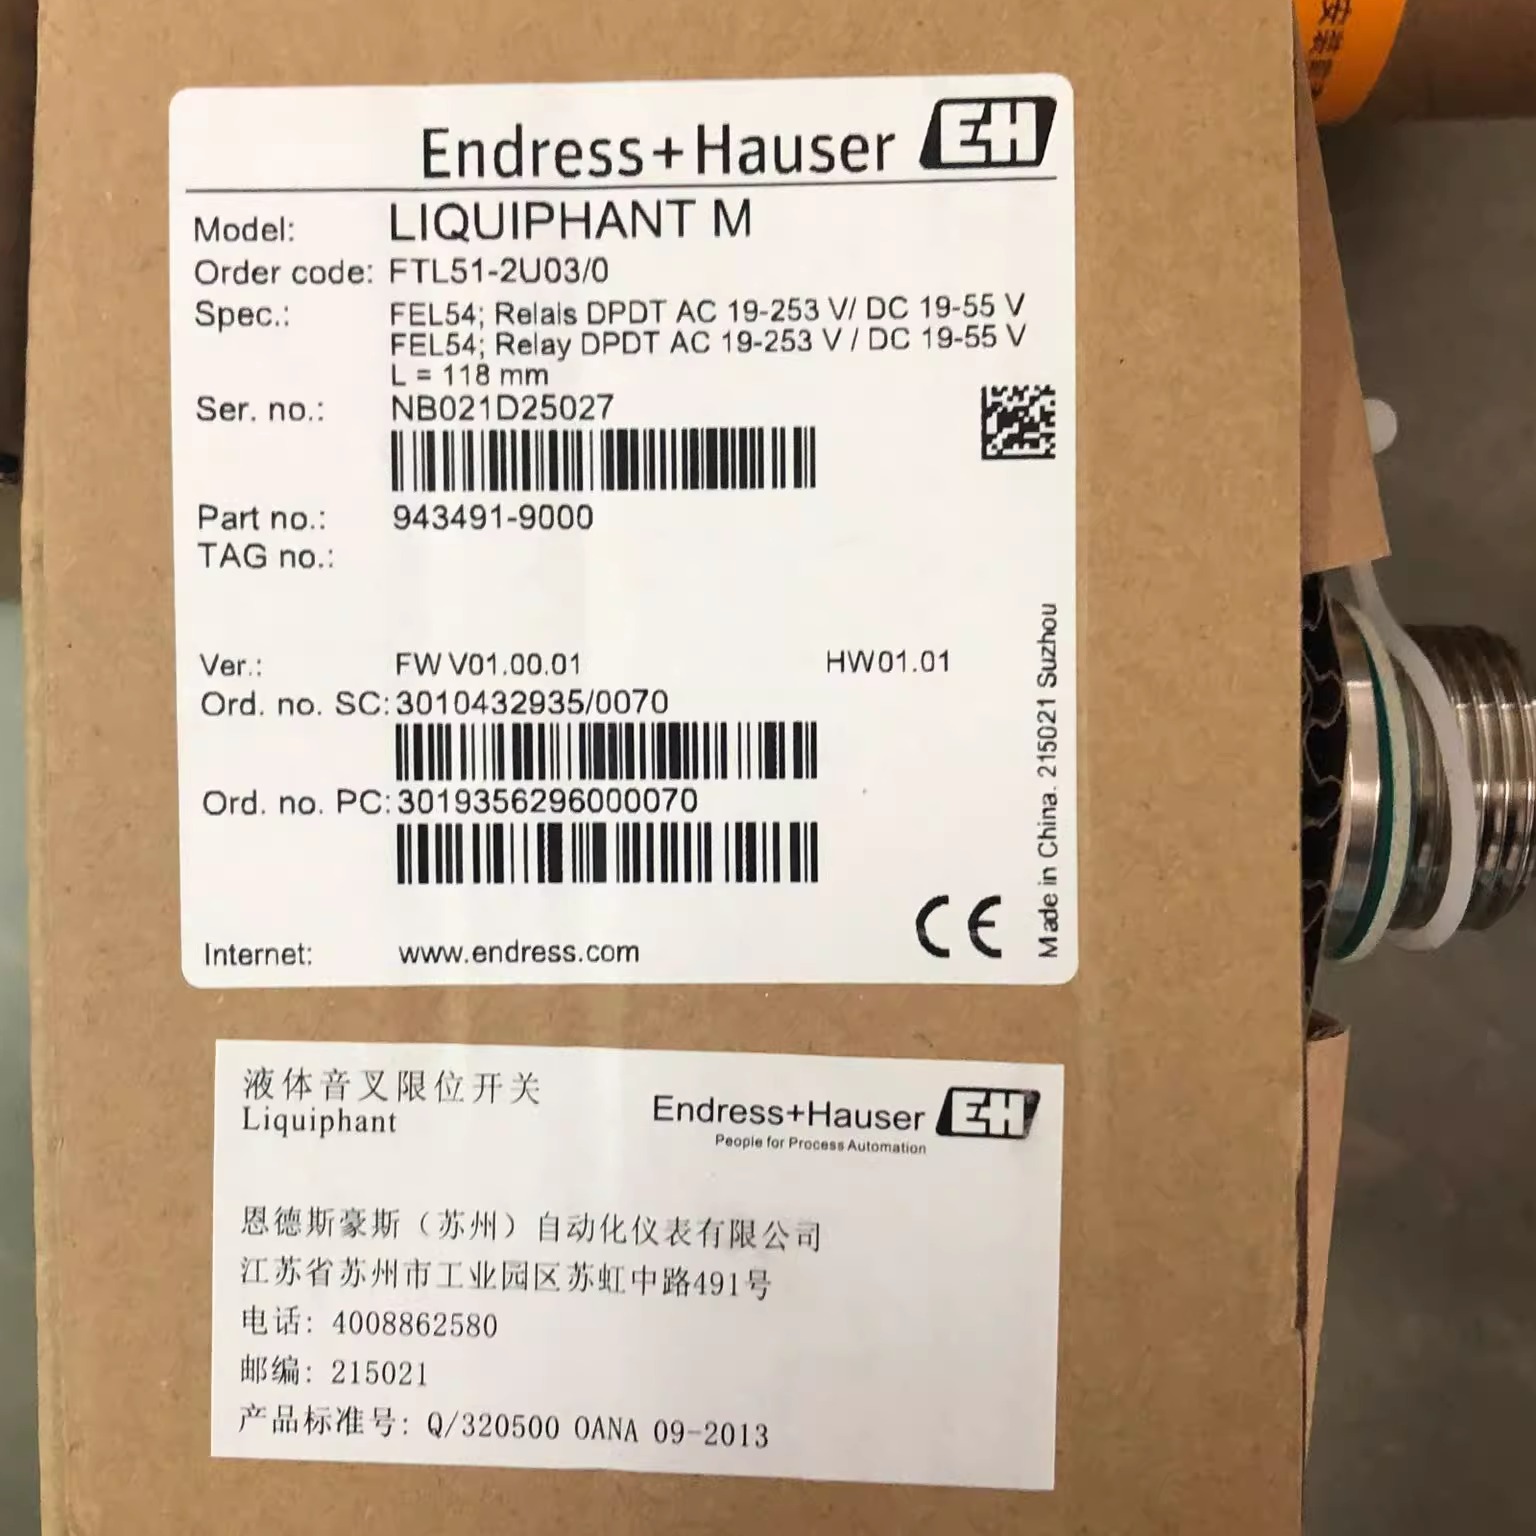 Endress+Hauser EH
Model: LIQUIPHANT M
Order code: FTL51-2U03/0
Spec.: FEL54; Relais DPDT AC 19-253 V/ DC 19-55 V
FEL54; Relay DPDT AC 19-253 V / DC 19-55 V
L = 118 mm
Ser. no.: NB021D25027
Part no.: 943491-9000
TAG no.:
Ver.: FW V01.00.01 HW01.01
Ord. no. SC: 3010432935/0070
Ord. no. PC: 3019356296000070
Internet: www.endress.com
CE
Made in China. 215021 Suzhou
液体音叉限位开关
Liquiphant
Endress+Hauser EH
People for Process Automation
恩德斯豪斯（苏州）自动化仪表有限公司
江苏省苏州市工业园区苏虹中路491号
电话: 4008862580
邮编: 215021
产品标准号: Q/320500 OANA 09-2013